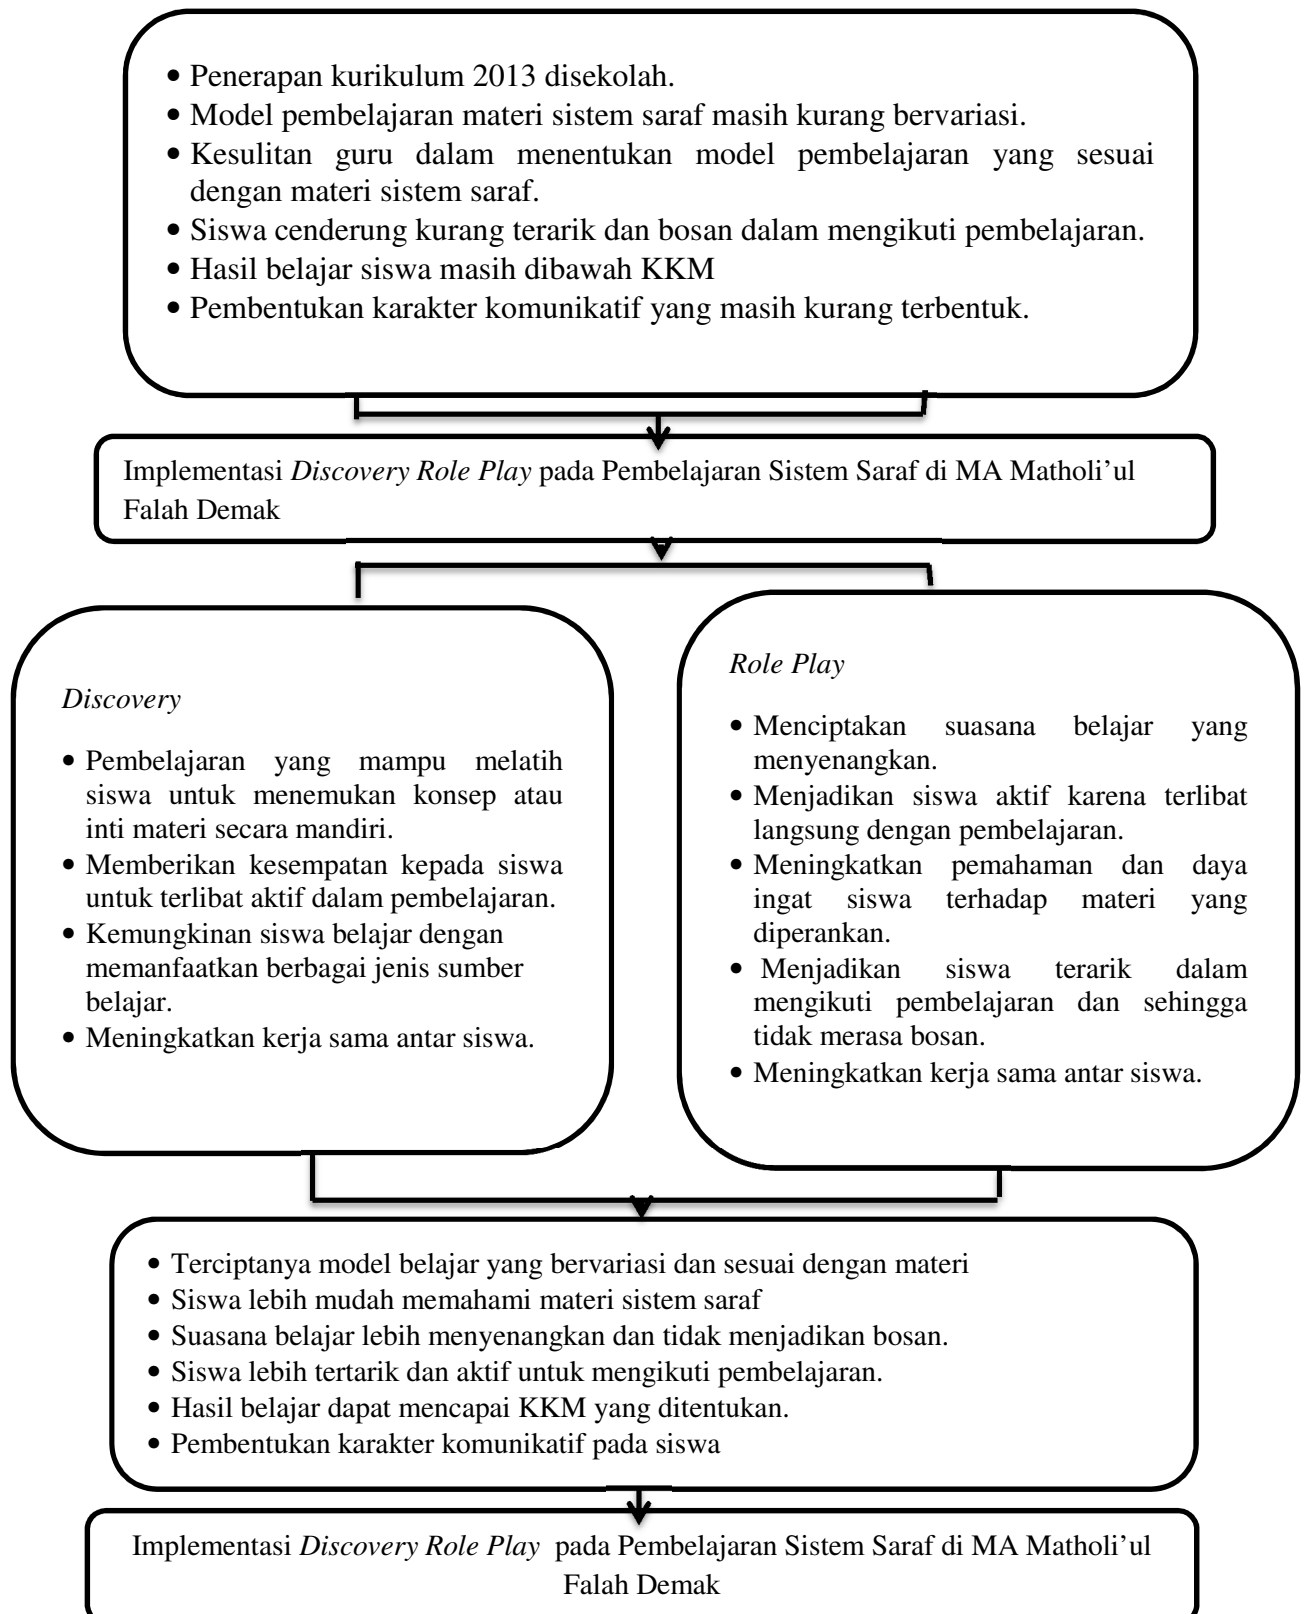 • Penerapan kurikulum 2013 disekolah.
• Model pembelajaran materi sistem saraf masih kurang bervariasi.
• Kesulitan guru dalam menentukan model pembelajaran yang sesuai
dengan materi sistem saraf.
• Siswa cenderung kurang terarik dan bosan dalam mengikuti pembelajaran.
• Hasil belajar siswa masih dibawah KKM
• Pembentukan karakter komunikatif yang masih kurang terbentuk.
Implementasi Discovery Role Play pada Pembelajaran Sistem Saraf di MA Matholi’ul
Falah Demak
Discovery
• Pembelajaran yang mampu melatih
siswa untuk menemukan konsep atau
inti materi secara mandiri.
• Memberikan kesempatan kepada siswa
untuk terlibat aktif dalam pembelajaran.
• Kemungkinan siswa belajar dengan
memanfaatkan berbagai jenis sumber
belajar.
• Meningkatkan kerja sama antar siswa.
Role Play
• Menciptakan suasana belajar yang
menyenangkan.
• Menjadikan siswa aktif karena terlibat
langsung dengan pembelajaran.
• Meningkatkan pemahaman dan daya
ingat siswa terhadap materi yang
diperankan.
• Menjadikan siswa terarik dalam
mengikuti pembelajaran dan sehingga
tidak merasa bosan.
• Meningkatkan kerja sama antar siswa.
• Terciptanya model belajar yang bervariasi dan sesuai dengan materi
• Siswa lebih mudah memahami materi sistem saraf
• Suasana belajar lebih menyenangkan dan tidak menjadikan bosan.
• Siswa lebih tertarik dan aktif untuk mengikuti pembelajaran.
• Hasil belajar dapat mencapai KKM yang ditentukan.
• Pembentukan karakter komunikatif pada siswa
Implementasi Discovery Role Play pada Pembelajaran Sistem Saraf di MA Matholi’ul
Falah Demak